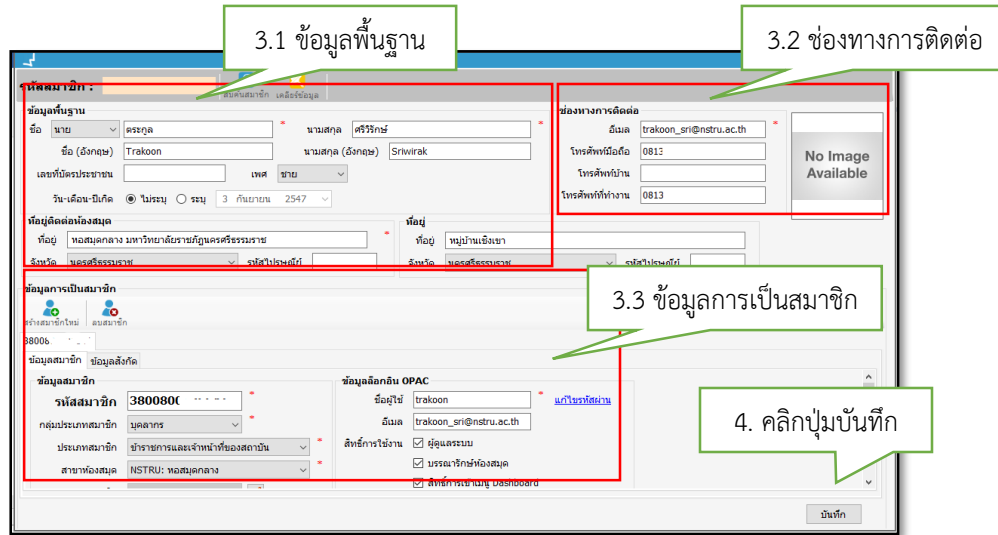 3.1 ข้อมูลพื้นฐาน
3.2 ช่องทางการติดต่อ
รหัสสมาชิก :
สืบค้นสมาชิก เคลียร์ข้อมูล
ข้อมูลพื้นฐาน
ชื่อ นาย ตระกูล * นามสกุล ศรีวิรักษ์ *
ชื่อ (อังกฤษ) Trakoon นามสกุล (อังกฤษ) Sriwirak
เลขที่บัตรประชาชน เพศ ชาย
วัน-เดือน-ปีเกิด ไม่ระบุ ระบุ 3 กันยายน 2547
ช่องทางการติดต่อ
อีเมล trakoon_sri@nstru.ac.th *
โทรศัพท์มือถือ 0813
โทรศัพท์บ้าน
โทรศัพท์ที่ทำงาน 0813
No Image
Available
ที่อยู่ติดต่อห้องสมุด
ที่อยู่ หอสมุดกลาง มหาวิทยาลัยราชภัฏนครศรีธรรมราช *
จังหวัด นครศรีธรรมราช รหัสไปรษณีย์
ที่อยู่
ที่อยู่ หมู่บ้านเชิงเขา
จังหวัด นครศรีธรรมราช รหัสไปรษณีย์
ข้อมูลการเป็นสมาชิก
สร้างสมาชิกใหม่ ลบสมาชิก
3.3 ข้อมูลการเป็นสมาชิก
ข้อมูลสมาชิก ข้อมูลสังกัด
ข้อมูลสมาชิก
รหัสสมาชิก 380080 *
กลุ่มประเภทสมาชิก บุคลากร *
ประเภทสมาชิก ข้าราชการและเจ้าหน้าที่ของสถาบัน *
สาขาห้องสมุด NSTRU: หอสมุดกลาง *
ข้อมูลล็อกอิน OPAC
ชื่อผู้ใช้ trakoon * แก้ไขรหัสผ่าน
อีเมล trakoon_sri@nstru.ac.th
สิทธิ์การใช้งาน ผู้ดูแลระบบ
บรรณารักษ์ห้องสมุด
สิทธิ์การเข้าเมนู Dashboard
4. คลิกปุ่มบันทึก
บันทึก